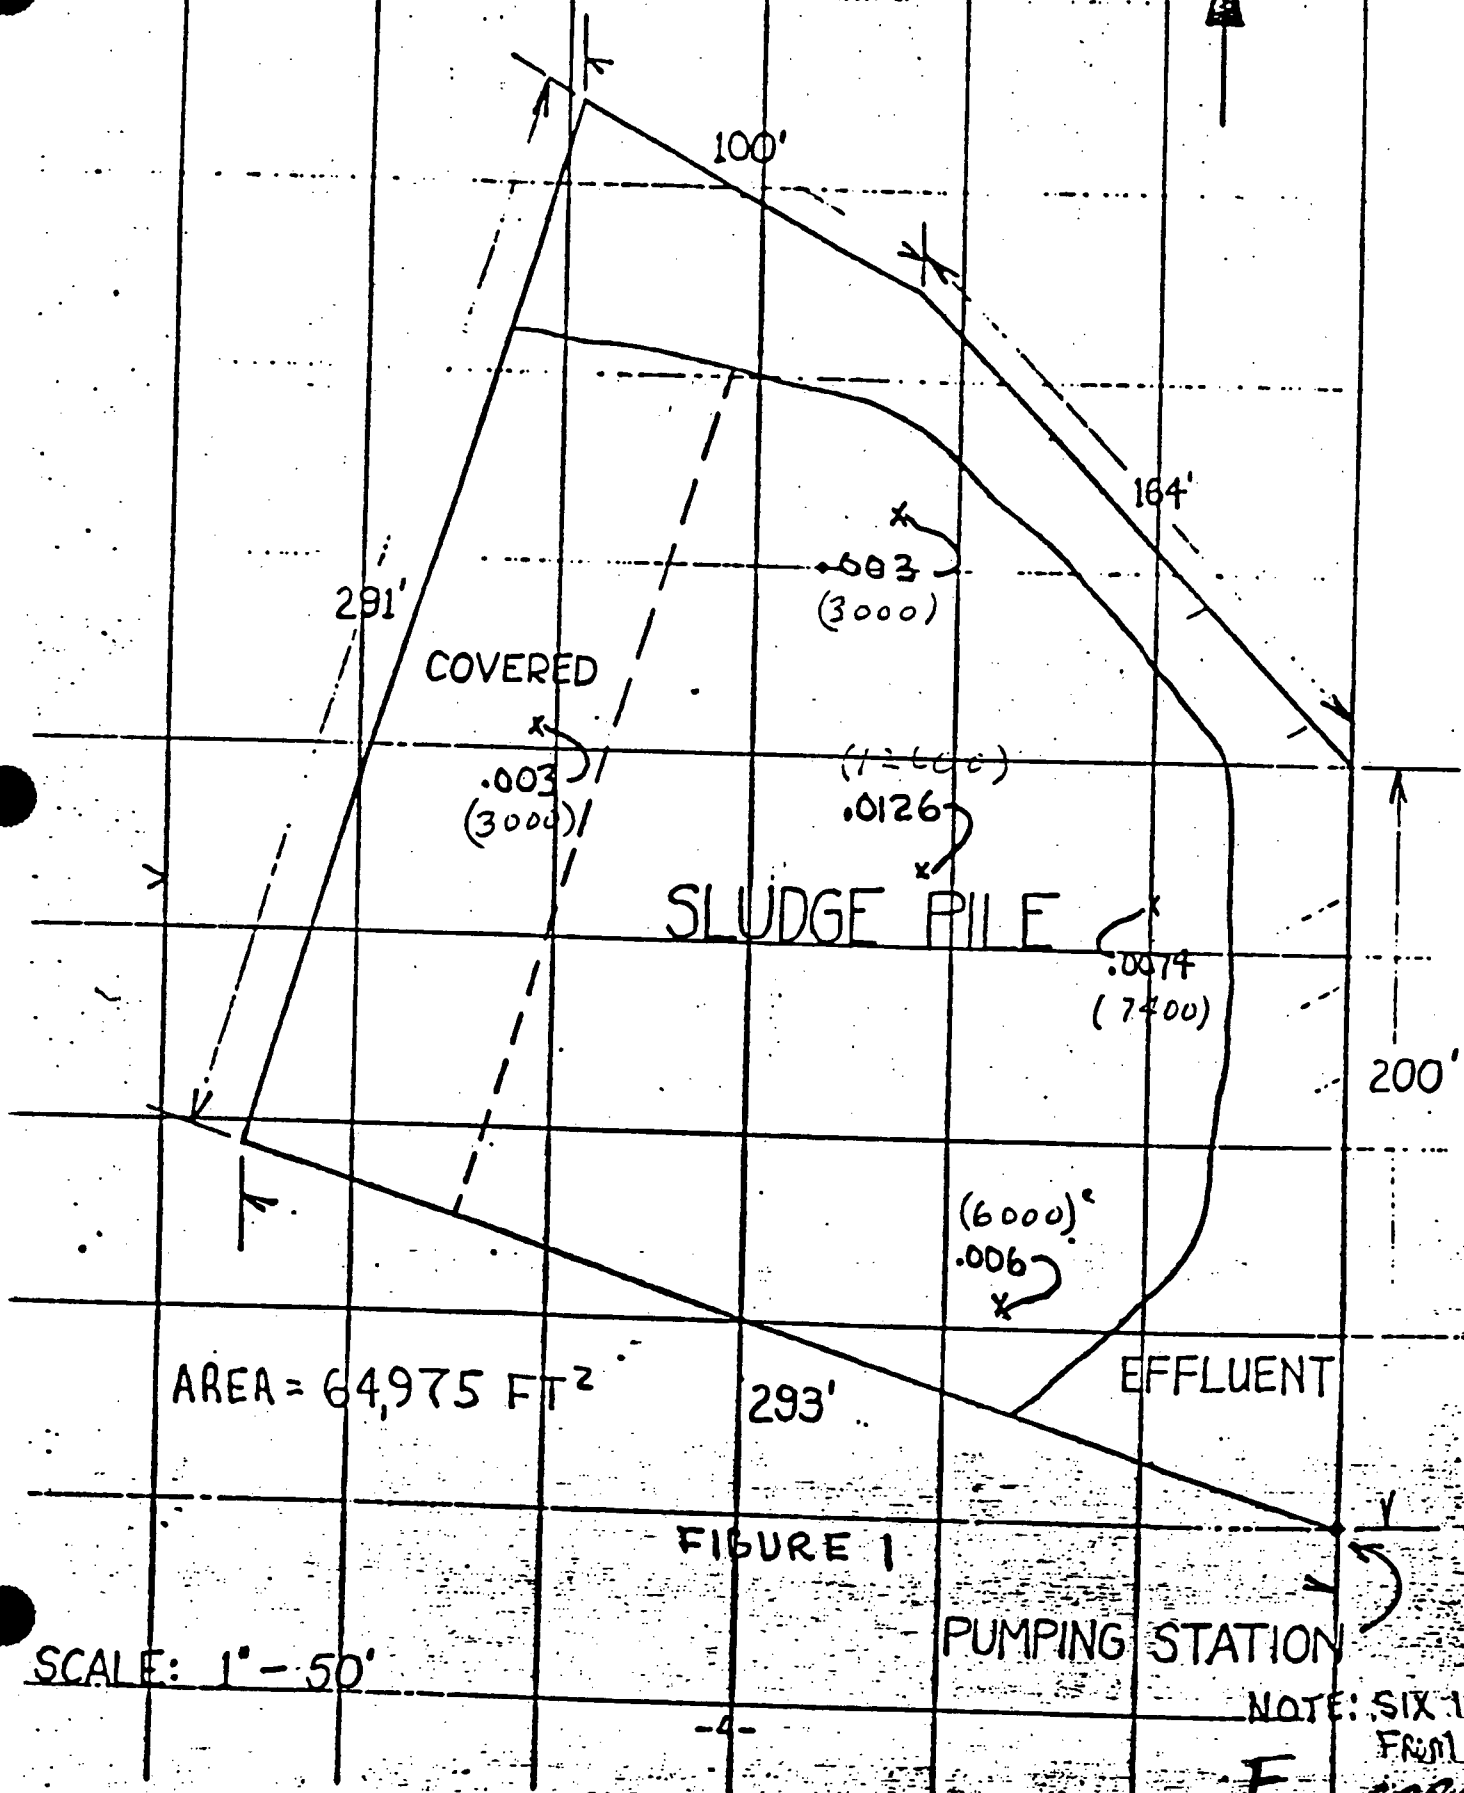 100'
164'
.003
(3000)
291'
COVERED
.003
(3000)
.0126
SLUDGE PILE
.0074
(7400)
200'
(6000)
.006
AREA = 64,975 FT²
293'
EFFLUENT
FIGURE 1
PUMPING STATION
SCALE: 1" - 50'
-4-
NOTE: SIX
FROM